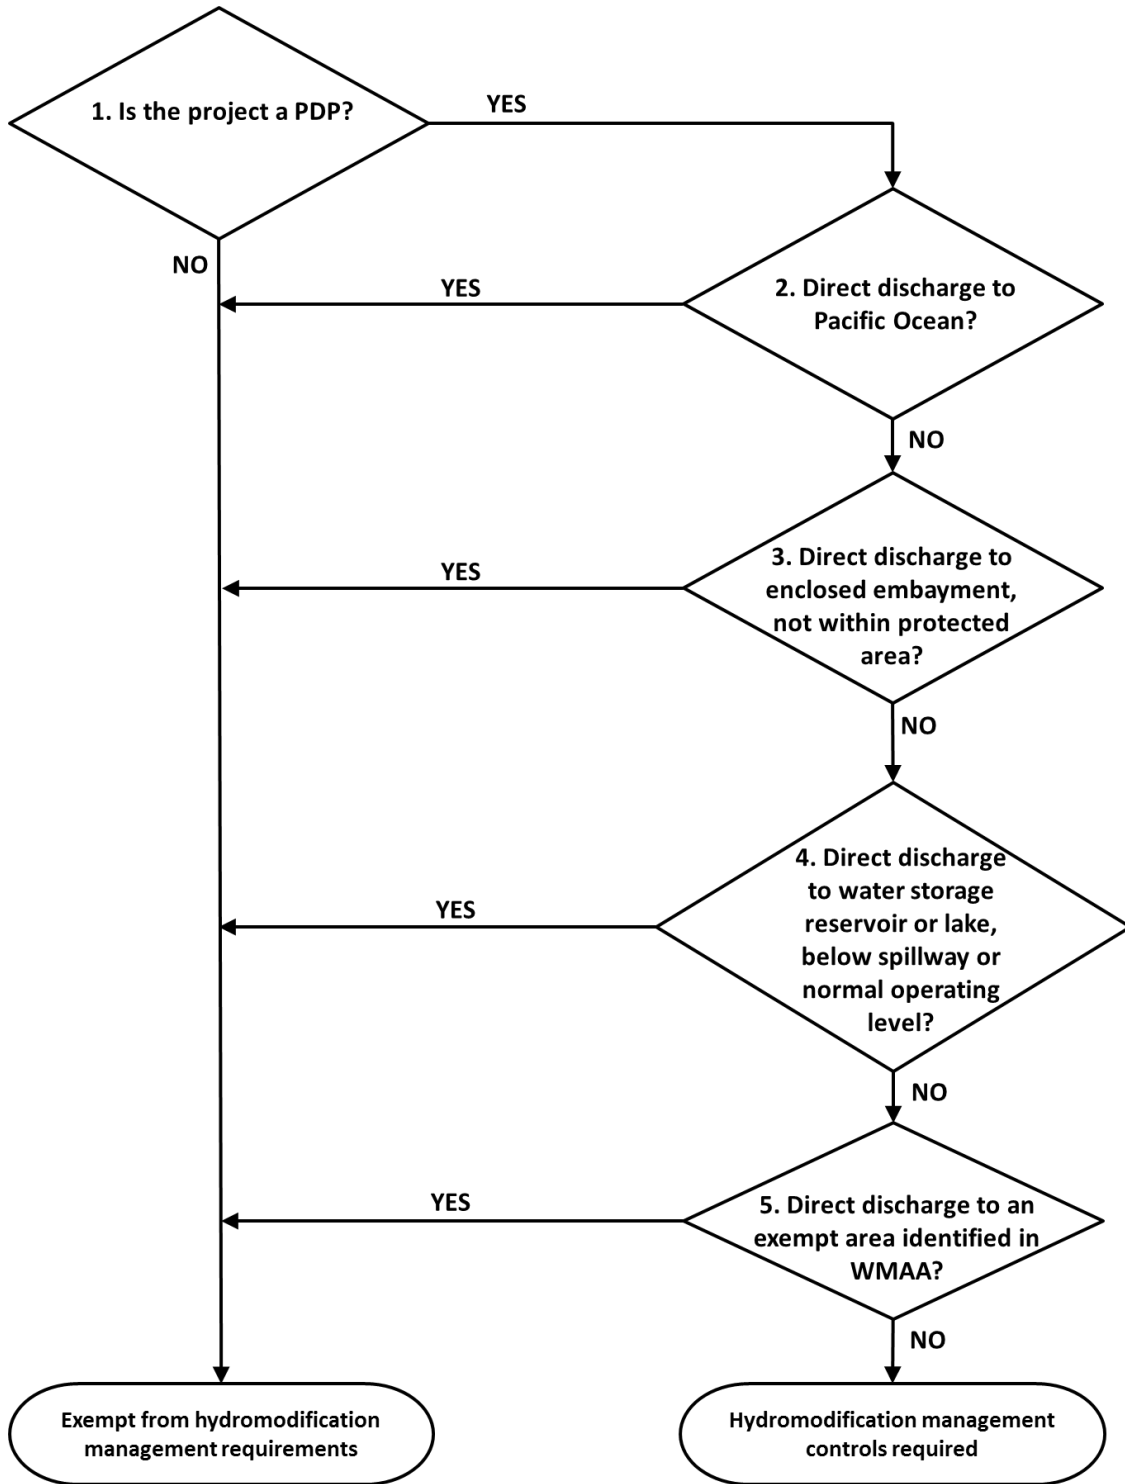 1. Is the project a PDP?
YES
NO
2. Direct discharge to
Pacific Ocean?
YES
NO
3. Direct discharge to
enclosed embayment,
not within protected
area?
YES
NO
4. Direct discharge
to water storage
reservoir or lake,
below spillway or
normal operating
level?
YES
NO
5. Direct discharge to an
exempt area identified in
WMAA?
YES
NO
Exempt from hydromodification
management requirements
Hydromodification management
controls required